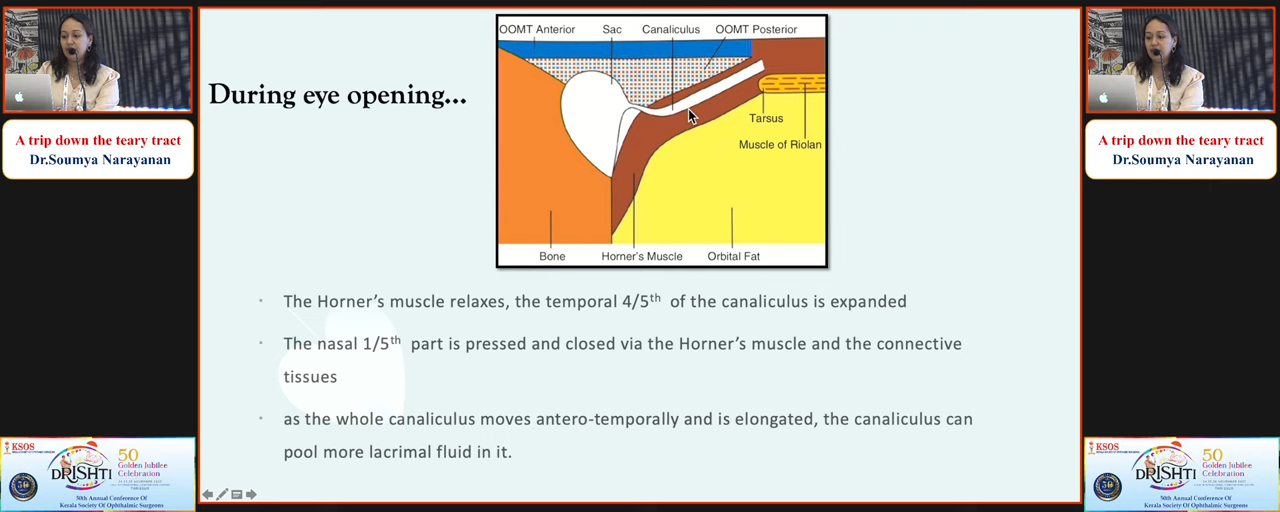 A trip down the teary tract
Dr.Soumya Narayanan
During eye opening...
OOMT Anterior Sac Canaliculus OOMT Posterior
Tarsus
Muscle of Riolan
Bone Horner's Muscle Orbital Fat
The Horner's muscle relaxes, the temporal 4/5th of the canaliculus is expanded
The nasal 1/5th part is pressed and closed via the Horner's muscle and the connective
tissues
as the whole canaliculus moves antero-temporally and is elongated, the canaliculus can
pool more lacrimal fluid in it.
A trip down the teary tract
Dr.Soumya Narayanan
KSOS
50
Golden Jubilee
Celebration
DRISHTI
50th Annual Conference Of
Kerala Society Of Ophthalmic Surgeons
KSOS
50
Golden Jubilee
Celebration
DRISHTI
50th Annual Conference Of
Kerala Society Of Ophthalmic Surgeons